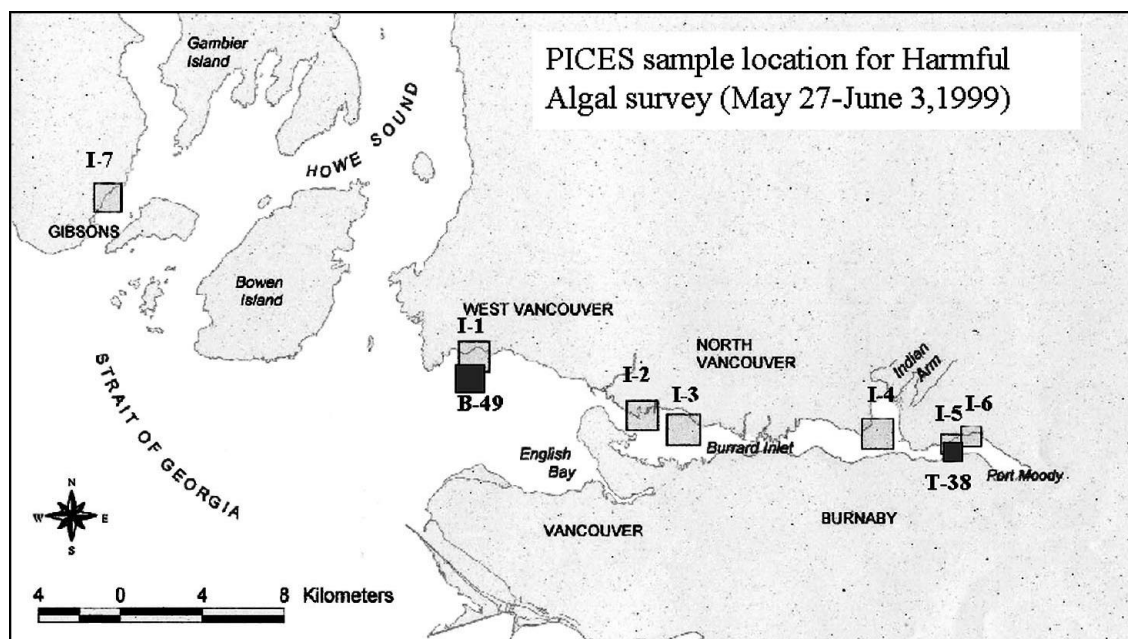 PICES sample location for Harmful
Algal survey (May 27-June 3,1999)
Gambier
Island
HOWE SOUND
I-7
GIBSONS
Bowen
Island
WEST VANCOUVER
I-1
B-49
NORTH
VANCOUVER
Indian
Arm
I-2
I-3
I-4
I-5
I-6
STRAIT OF GEORGIA
English
Bay
Burrard Inlet
T-38
Port Moody
VANCOUVER
BURNABY
N
W
E
S
4 0 4 8 Kilometers